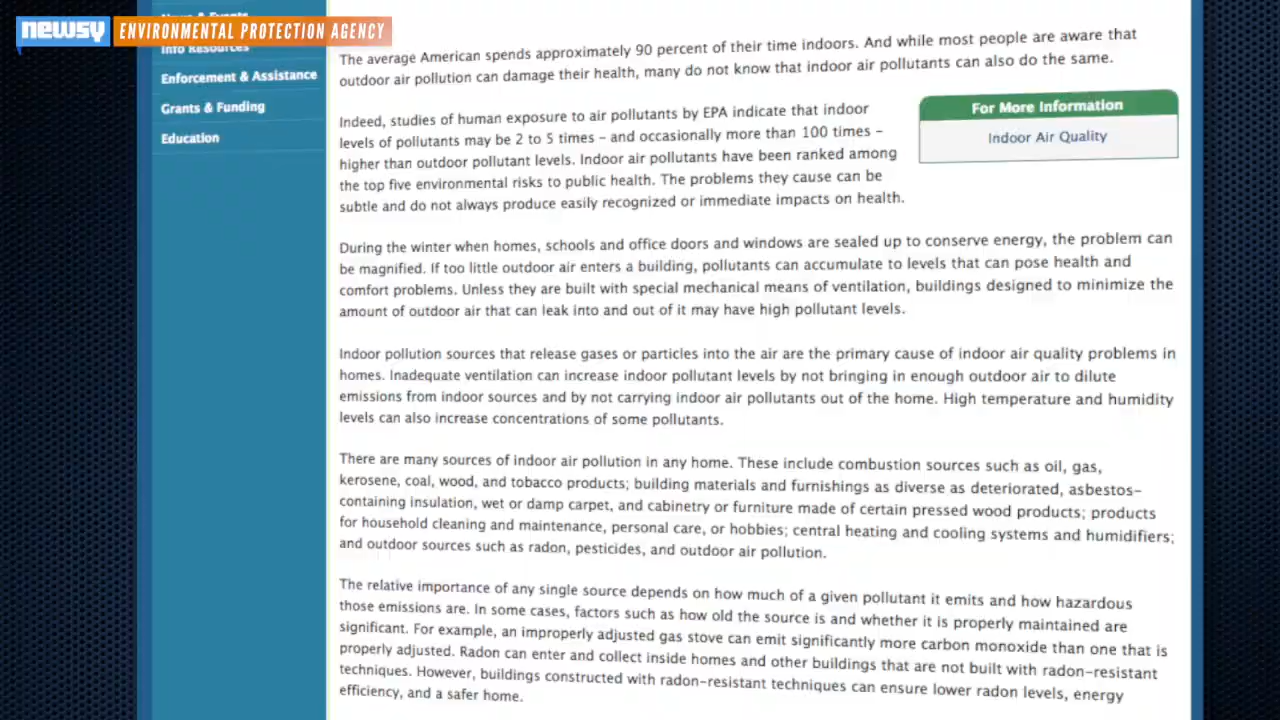 News & Events
newsy ENVIRONMENTAL PROTECTION AGENCY
Info Resources
Enforcement & Assistance
Grants & Funding
Education
The average American spends approximately 90 percent of their time indoors. And while most people are aware that
outdoor air pollution can damage their health, many do not know that indoor air pollutants can also do the same.
For More Information
Indoor Air Quality
Indeed, studies of human exposure to air pollutants by EPA indicate that indoor
levels of pollutants may be 2 to 5 times – and occasionally more than 100 times –
higher than outdoor pollutant levels. Indoor air pollutants have been ranked among
the top five environmental risks to public health. The problems they cause can be
subtle and do not always produce easily recognized or immediate impacts on health.
During the winter when homes, schools and office doors and windows are sealed up to conserve energy, the problem can
be magnified. If too little outdoor air enters a building, pollutants can accumulate to levels that can pose health and
comfort problems. Unless they are built with special mechanical means of ventilation, buildings designed to minimize the
amount of outdoor air that can leak into and out of it may have high pollutant levels.
Indoor pollution sources that release gases or particles into the air are the primary cause of indoor air quality problems in
homes. Inadequate ventilation can increase indoor pollutant levels by not bringing in enough outdoor air to dilute
emissions from indoor sources and by not carrying indoor air pollutants out of the home. High temperature and humidity
levels can also increase concentrations of some pollutants.
There are many sources of indoor air pollution in any home. These include combustion sources such as oil, gas,
kerosene, coal, wood, and tobacco products; building materials and furnishings as diverse as deteriorated, asbestos-
containing insulation, wet or damp carpet, and cabinetry or furniture made of certain pressed wood products; products
for household cleaning and maintenance, personal care, or hobbies; central heating and cooling systems and humidifiers;
and outdoor sources such as radon, pesticides, and outdoor air pollution.
The relative importance of any single source depends on how much of a given pollutant it emits and how hazardous
those emissions are. In some cases, factors such as how old the source is and whether it is properly maintained are
significant. For example, an improperly adjusted gas stove can emit significantly more carbon monoxide than one that is
properly adjusted. Radon can enter and collect inside homes and other buildings that are not built with radon-resistant
techniques. However, buildings constructed with radon-resistant techniques can ensure lower radon levels, energy
efficiency, and a safer home.